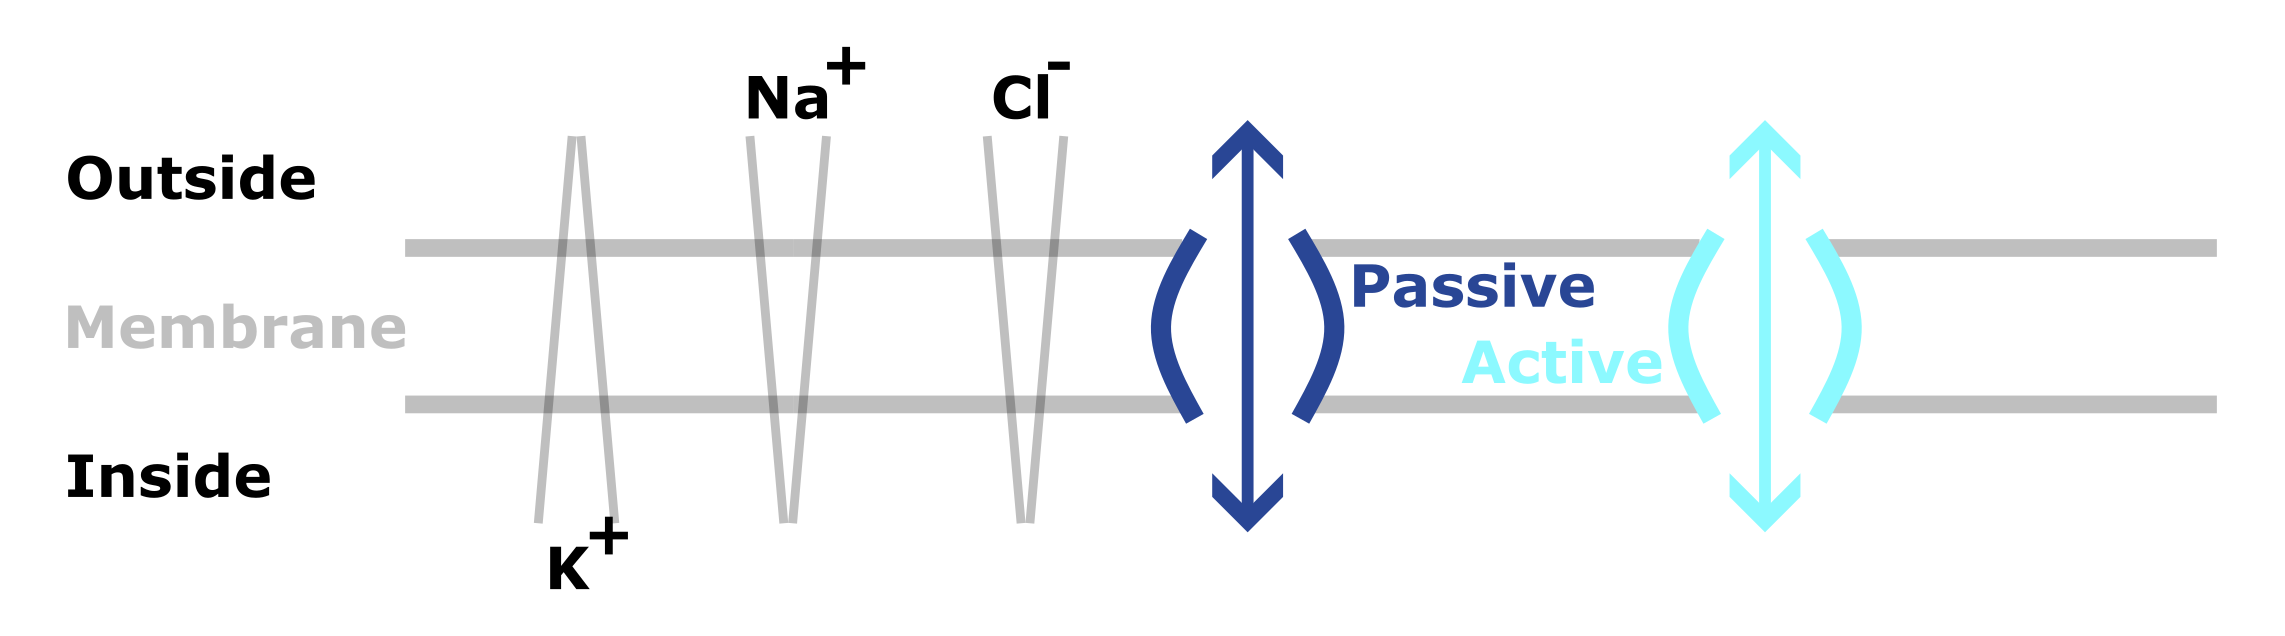 Na+ Cl-
Outside
Passive
Membrane
Active
Inside
K+